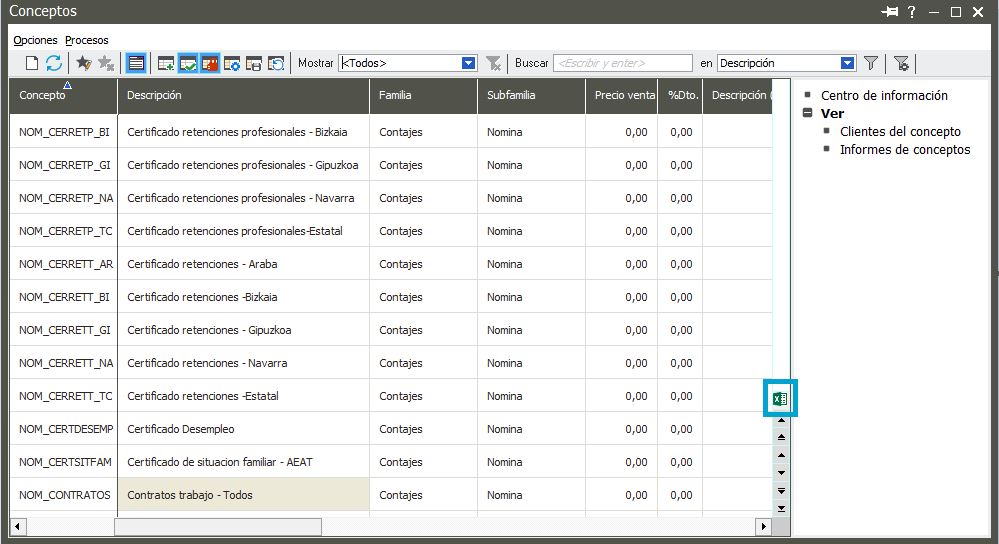 Conceptos
?
Opciones Procesos
Mostrar <Todos> Buscar <Escribir y enter> en Descripción
Concepto Descripción Familia Subfamilia Precio venta %Dto. Descripción (
NOM_CERRETP_BI Certificado retenciones profesionales - Bizkaia Contajes Nomina 0,00 0,00
NOM_CERRETP_GI Certificado retenciones profesionales - Gipuzkoa Contajes Nomina 0,00 0,00
NOM_CERRETP_NA Certificado retenciones profesionales - Navarra Contajes Nomina 0,00 0,00
NOM_CERRETP_TC Certificado retenciones profesionales-Estatal Contajes Nomina 0,00 0,00
NOM_CERRETT_AR Certificado retenciones - Araba Contajes Nomina 0,00 0,00
NOM_CERRETT_BI Certificado retenciones -Bizkaia Contajes Nomina 0,00 0,00
NOM_CERRETT_GI Certificado retenciones - Gipuzkoa Contajes Nomina 0,00 0,00
NOM_CERRETT_NA Certificado retenciones - Navarra Contajes Nomina 0,00 0,00
NOM_CERRETT_TC Certificado retenciones -Estatal Contajes Nomina 0,00 0,00
NOM_CERTDESEMP Certificado Desempleo Contajes Nomina 0,00 0,00
NOM_CERTSITFAM Certificado de situacion familiar - AEAT Contajes Nomina 0,00 0,00
NOM_CONTRATOS Contratos trabajo - Todos Contajes Nomina 0,00 0,00
Centro de información
Ver
Clientes del concepto
Informes de conceptos